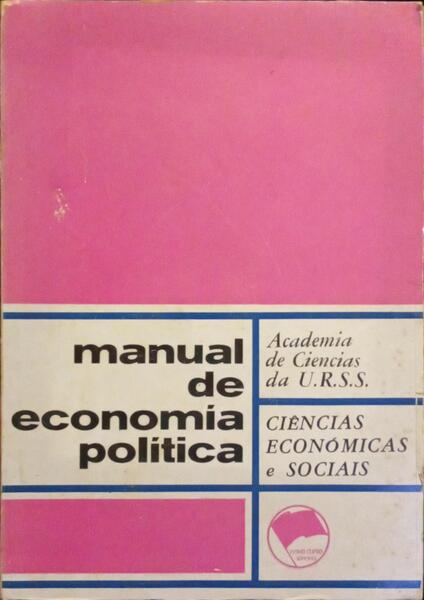 manual
de
economia
política
Academia
de Ciencias
da U.R.S.S.
CIÊNCIAS
ECONÓMICAS
e SOCIAIS